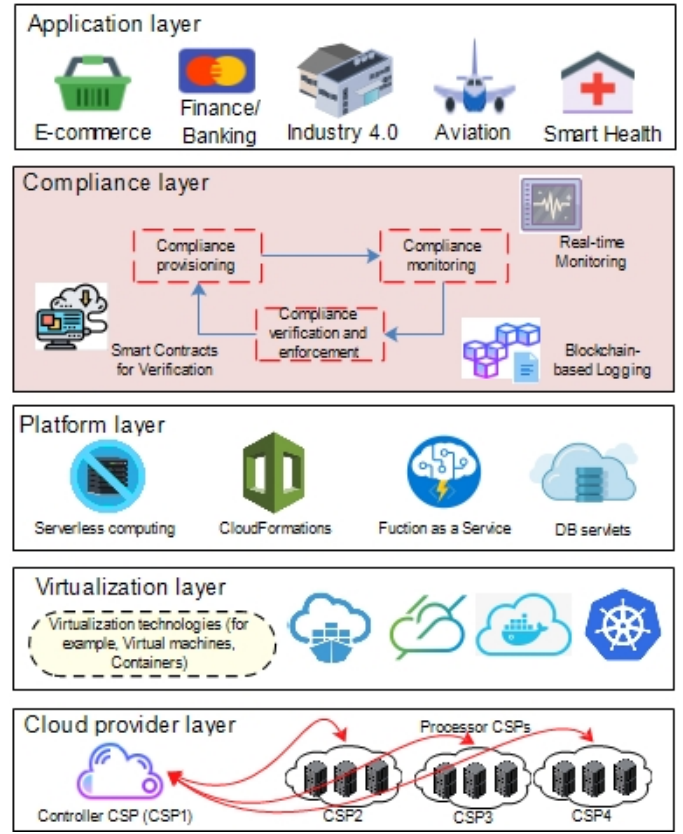 Application layer
E-commerce
Finance/
Banking
Industry 4.0
Aviation
Smart Health
Compliance layer
Compliance
provisioning
Compliance
monitoring
Real-time
Monitoring
Compliance
verification and
enforcement
Smart Contracts
for Verification
Blockchain-
based Logging
Platform layer
Serverless computing
CloudFormations
Fuction as a Service
DB servlets
Virtualization layer
Virtualization technologies (for
example, Virtual machines,
Containers)
Cloud provider layer
Processor CSPs
Controller CSP (CSP1)
CSP2
CSP3
CSP4